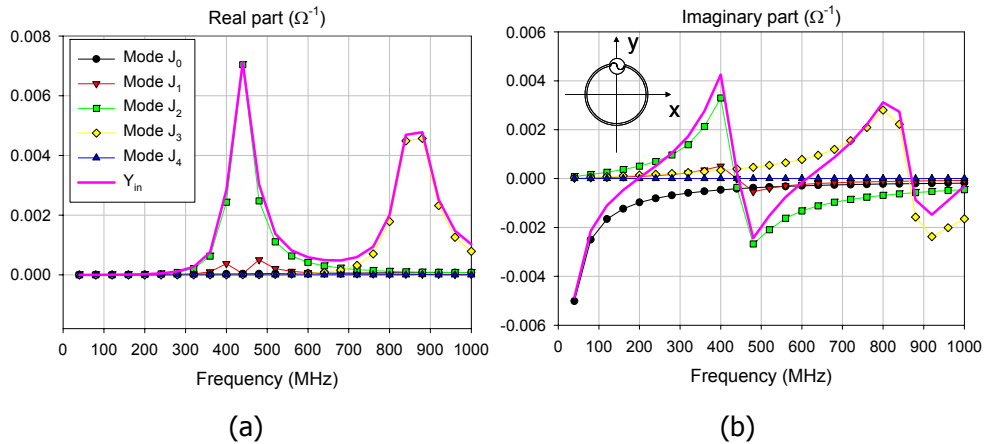 Real part (Ω⁻¹)
0.008
0.006
0.004
0.002
0.000
Mode J₀
Mode J₁
Mode J₂
Mode J₃
Mode J₄
Yᵢₙ
0 100 200 300 400 500 600 700 800 900 1000
Frequency (MHz)
(a)
Imaginary part (Ω⁻¹)
0.006
0.004
0.002
0.000
-0.002
-0.004
-0.006
y
x
0 100 200 300 400 500 600 700 800 900 1000
Frequency (MHz)
(b)